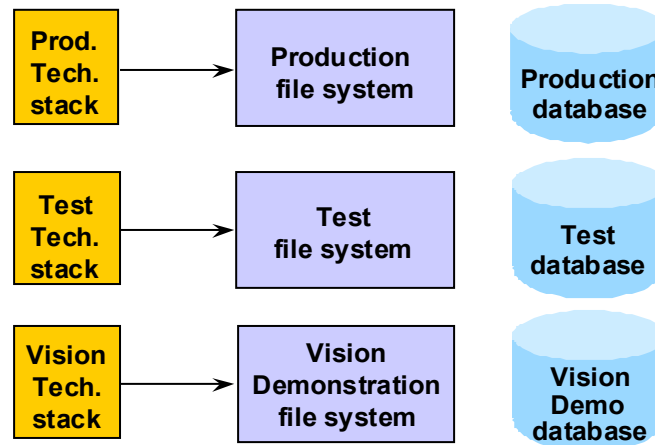 Prod.
Tech.
stack
Production
file system
Production
database
Test
Tech.
stack
Test
file system
Test
database
Vision
Tech.
stack
Vision
Demonstration
file system
Vision
Demo
database